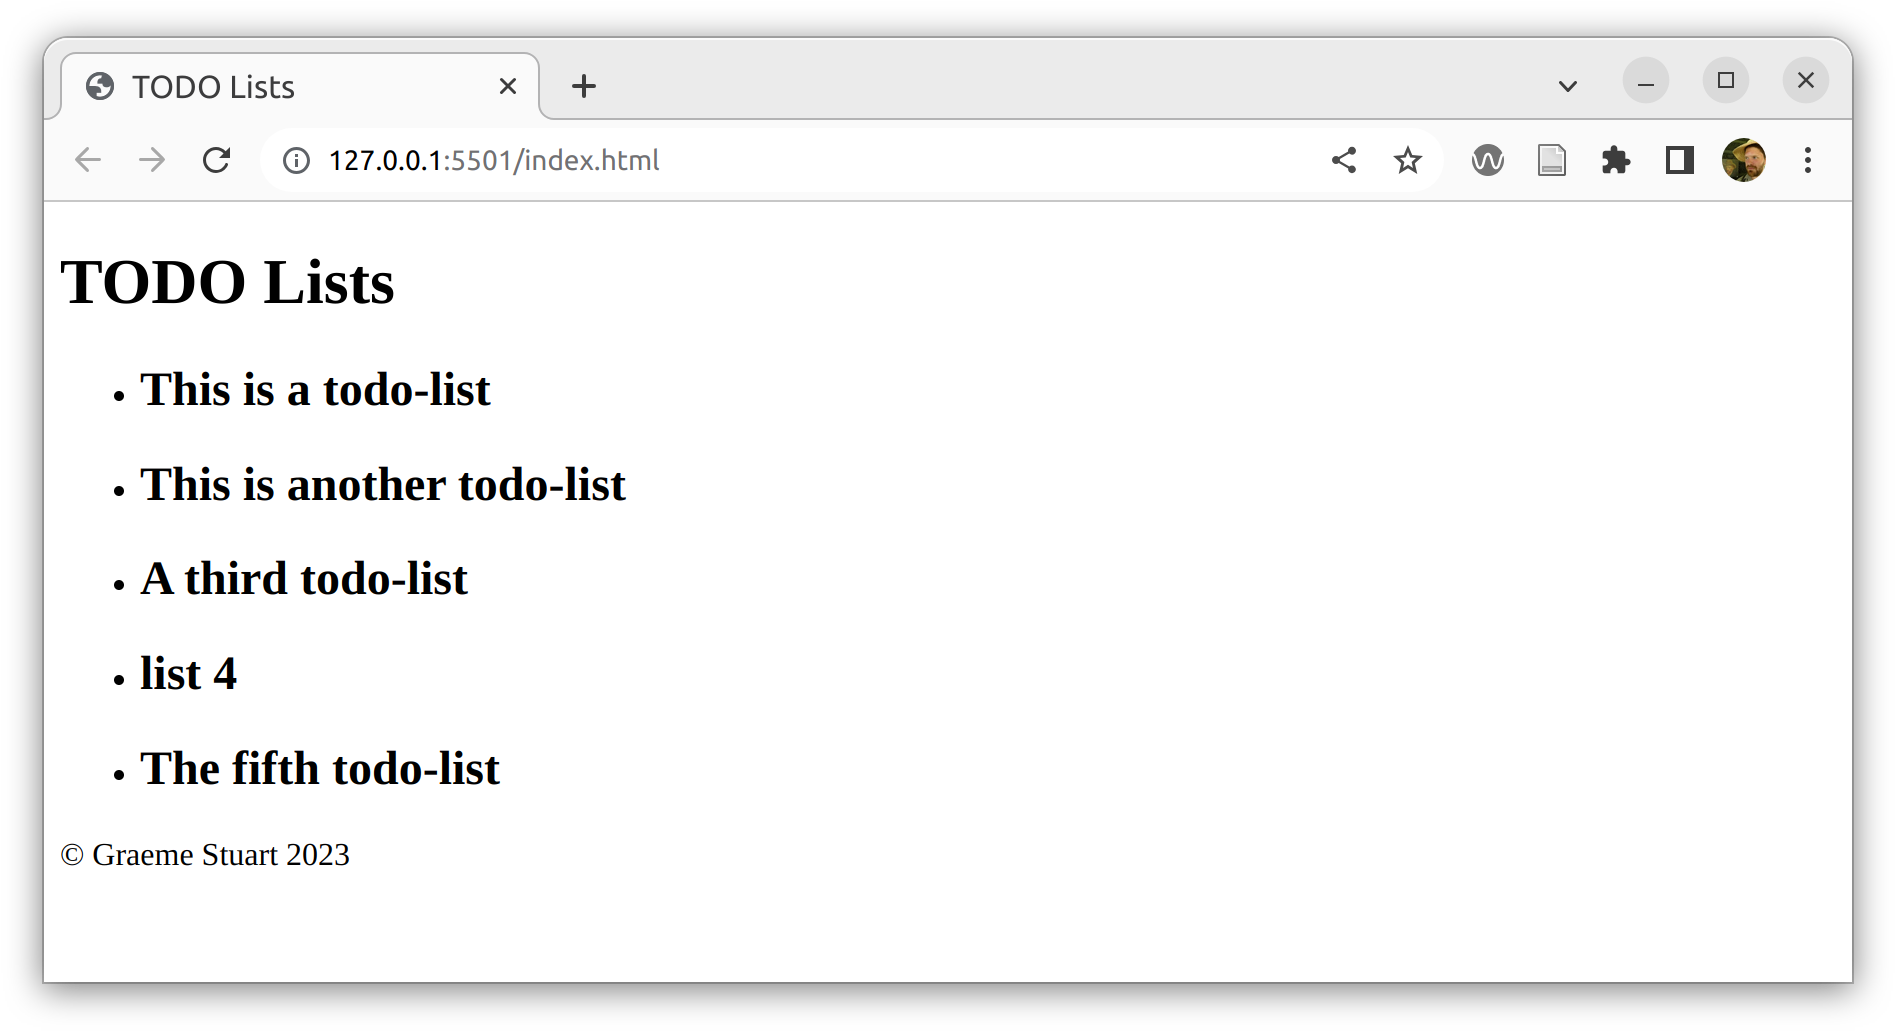 TODO Lists
127.0.0.1:5501/index.html
TODO Lists
• This is a todo-list
• This is another todo-list
• A third todo-list
• list 4
• The fifth todo-list
© Graeme Stuart 2023